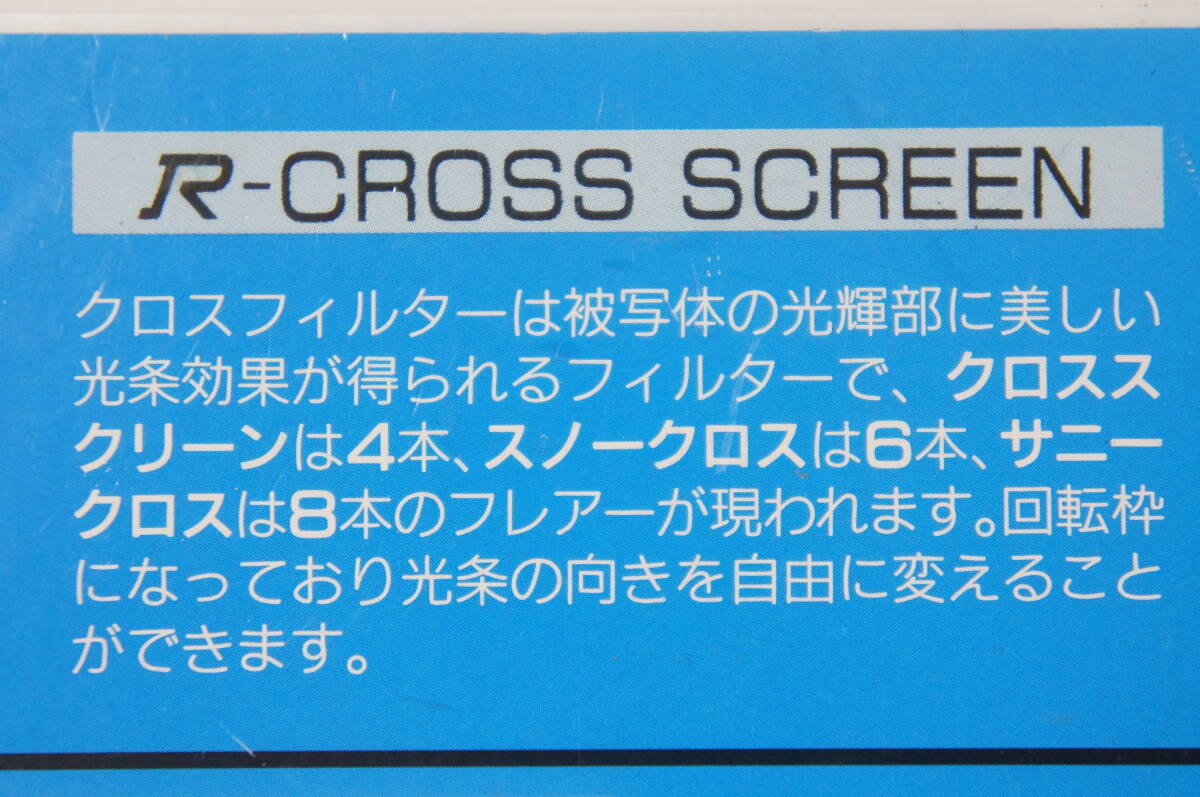 R-CROSS SCREEN
クロスフィルターは被写体の光輝部に美しい
光条効果が得られるフィルターで、クロスス
クリーンは4本、スノークロスは6本、サニー
クロスは8本のフレアーが現われます。回転枠
になっており光条の向きを自由に変えること
ができます。